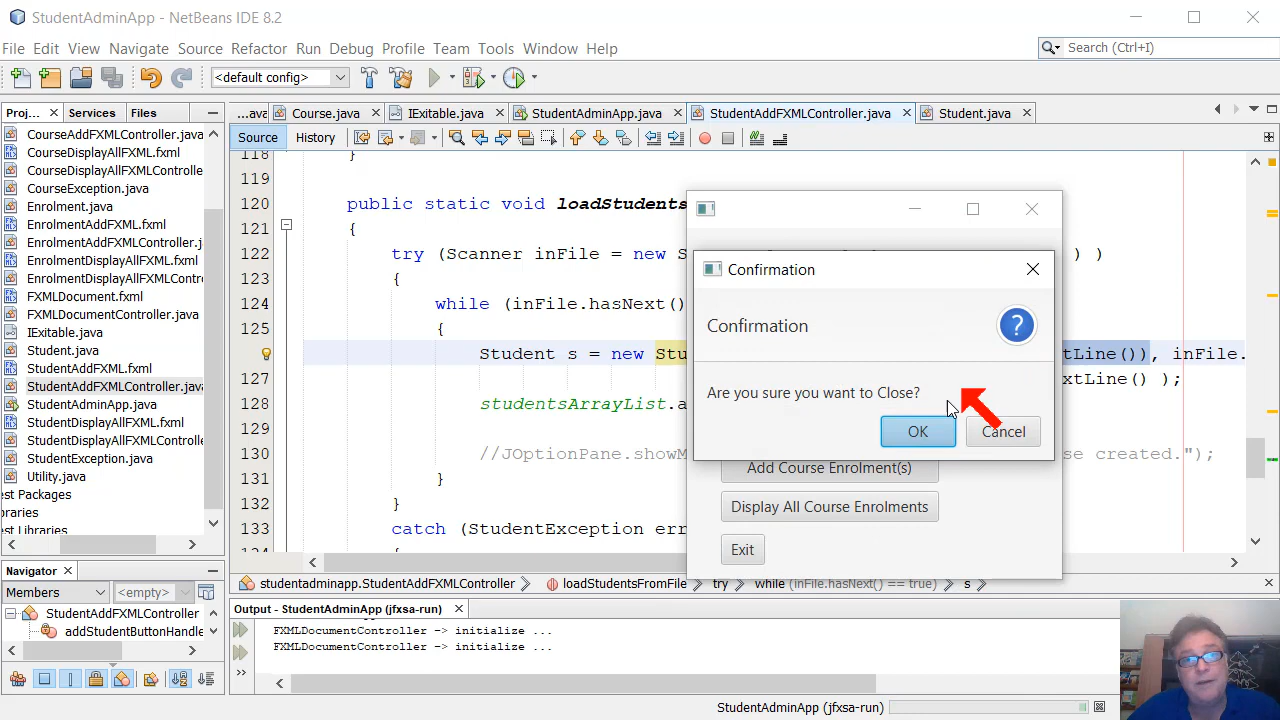 StudentAdminApp - NetBeans IDE 8.2
File Edit View Navigate Source Refactor Run Debug Profile Team Tools Window Help
Search (Ctrl+I)
<default config>
Proj... Services Files
...ava Course.java IExitable.java StudentAdminApp.java StudentAddFXMLController.java Student.java
Source History
CourseAddFXMLController.java
CourseDisplayAllFXML.fxml
CourseDisplayAllFXMLControlle
CourseException.java
Enrolment.java
EnrolmentAddFXML.fxml
EnrolmentAddFXMLController.j
EnrolmentDisplayAllFXML.fxml
EnrolmentDisplayAllFXMLContr
FXMLDocument.fxml
FXMLDocumentController.java
IExitable.java
Student.java
StudentAddFXML.fxml
StudentAddFXMLController.java
StudentAdminApp.java
StudentDisplayAllFXML.fxml
StudentDisplayAllFXMLControlle
StudentException.java
Utility.java
est Packages
est Libraries
118 }
119
120 public static void loadStudents
121 {
122 try (Scanner inFile = new S ) )
123 {
124 while (inFile.hasNext()
125 {
Student s = new Stu tLine()), inFile.
127 xtLine() );
128 studentsArrayList.a
129
130 //JOptionPane.showM se created.");
131 }
132 }
133 catch (StudentException err
134 {
Confirmation
Confirmation
Are you sure you want to Close?
OK Cancel
Add Course Enrolment(s)
Display All Course Enrolments
Exit
studentadminapp.StudentAddFXMLController loadStudentsFromFile try while (inFile.hasNext() == true) s
Navigator
Members <empty>
StudentAddFXMLController
addStudentButtonHandle
Output - StudentAdminApp (jfxsa-run)
FXMLDocumentController -> initialize ...
FXMLDocumentController -> initialize ...
StudentAdminApp (jfxsa-run)